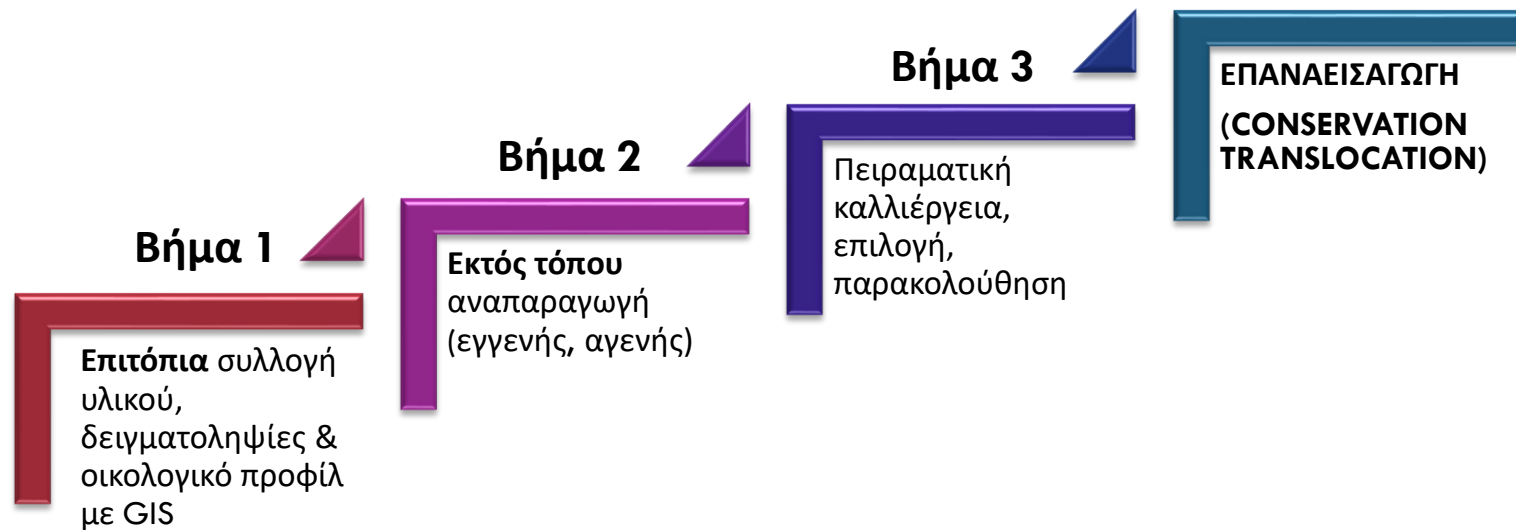 Βήμα 1
Επιτόπια συλλογή
υλικού,
δειγματοληψίες &
οικολογικό προφίλ
με GIS
Βήμα 2
Εκτός τόπου
αναπαραγωγή
(εγγενής, αγενής)
Βήμα 3
Πειραματική
καλλιέργεια,
επιλογή,
παρακολούθηση
ΕΠΑΝΑΕΙΣΑΓΩΓΗ
(CONSERVATION
TRANSLOCATION)